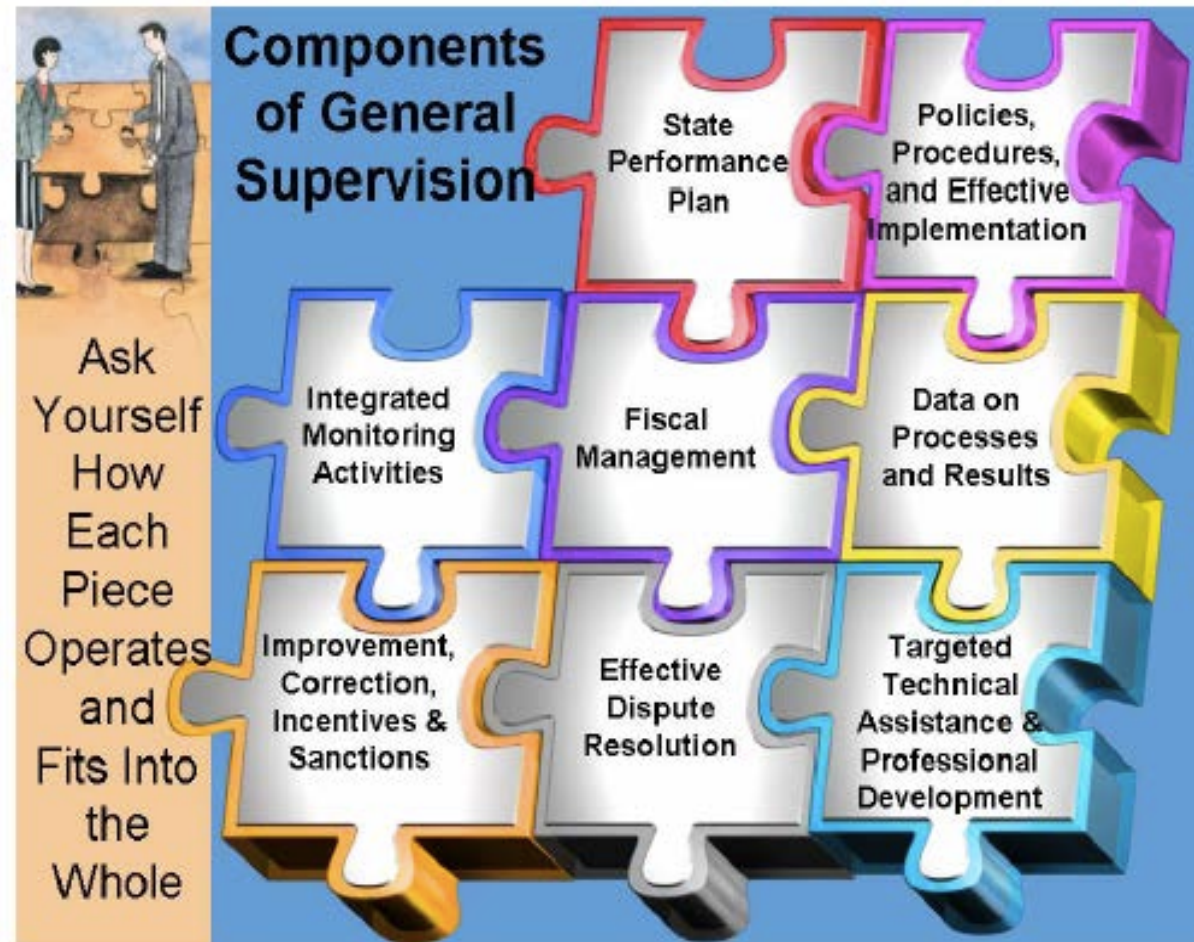 Components
of General
Supervision
State
Performance
Plan
Policies,
Procedures,
and Effective
Implementation
Integrated
Monitoring
Activities
Fiscal
Management
Data on
Processes
and Results
Improvement,
Correction,
Incentives &
Sanctions
Effective
Dispute
Resolution
Targeted
Technical
Assistance &
Professional
Development
Ask
Yourself
How
Each
Piece
Operates
and
Fits Into
the
Whole